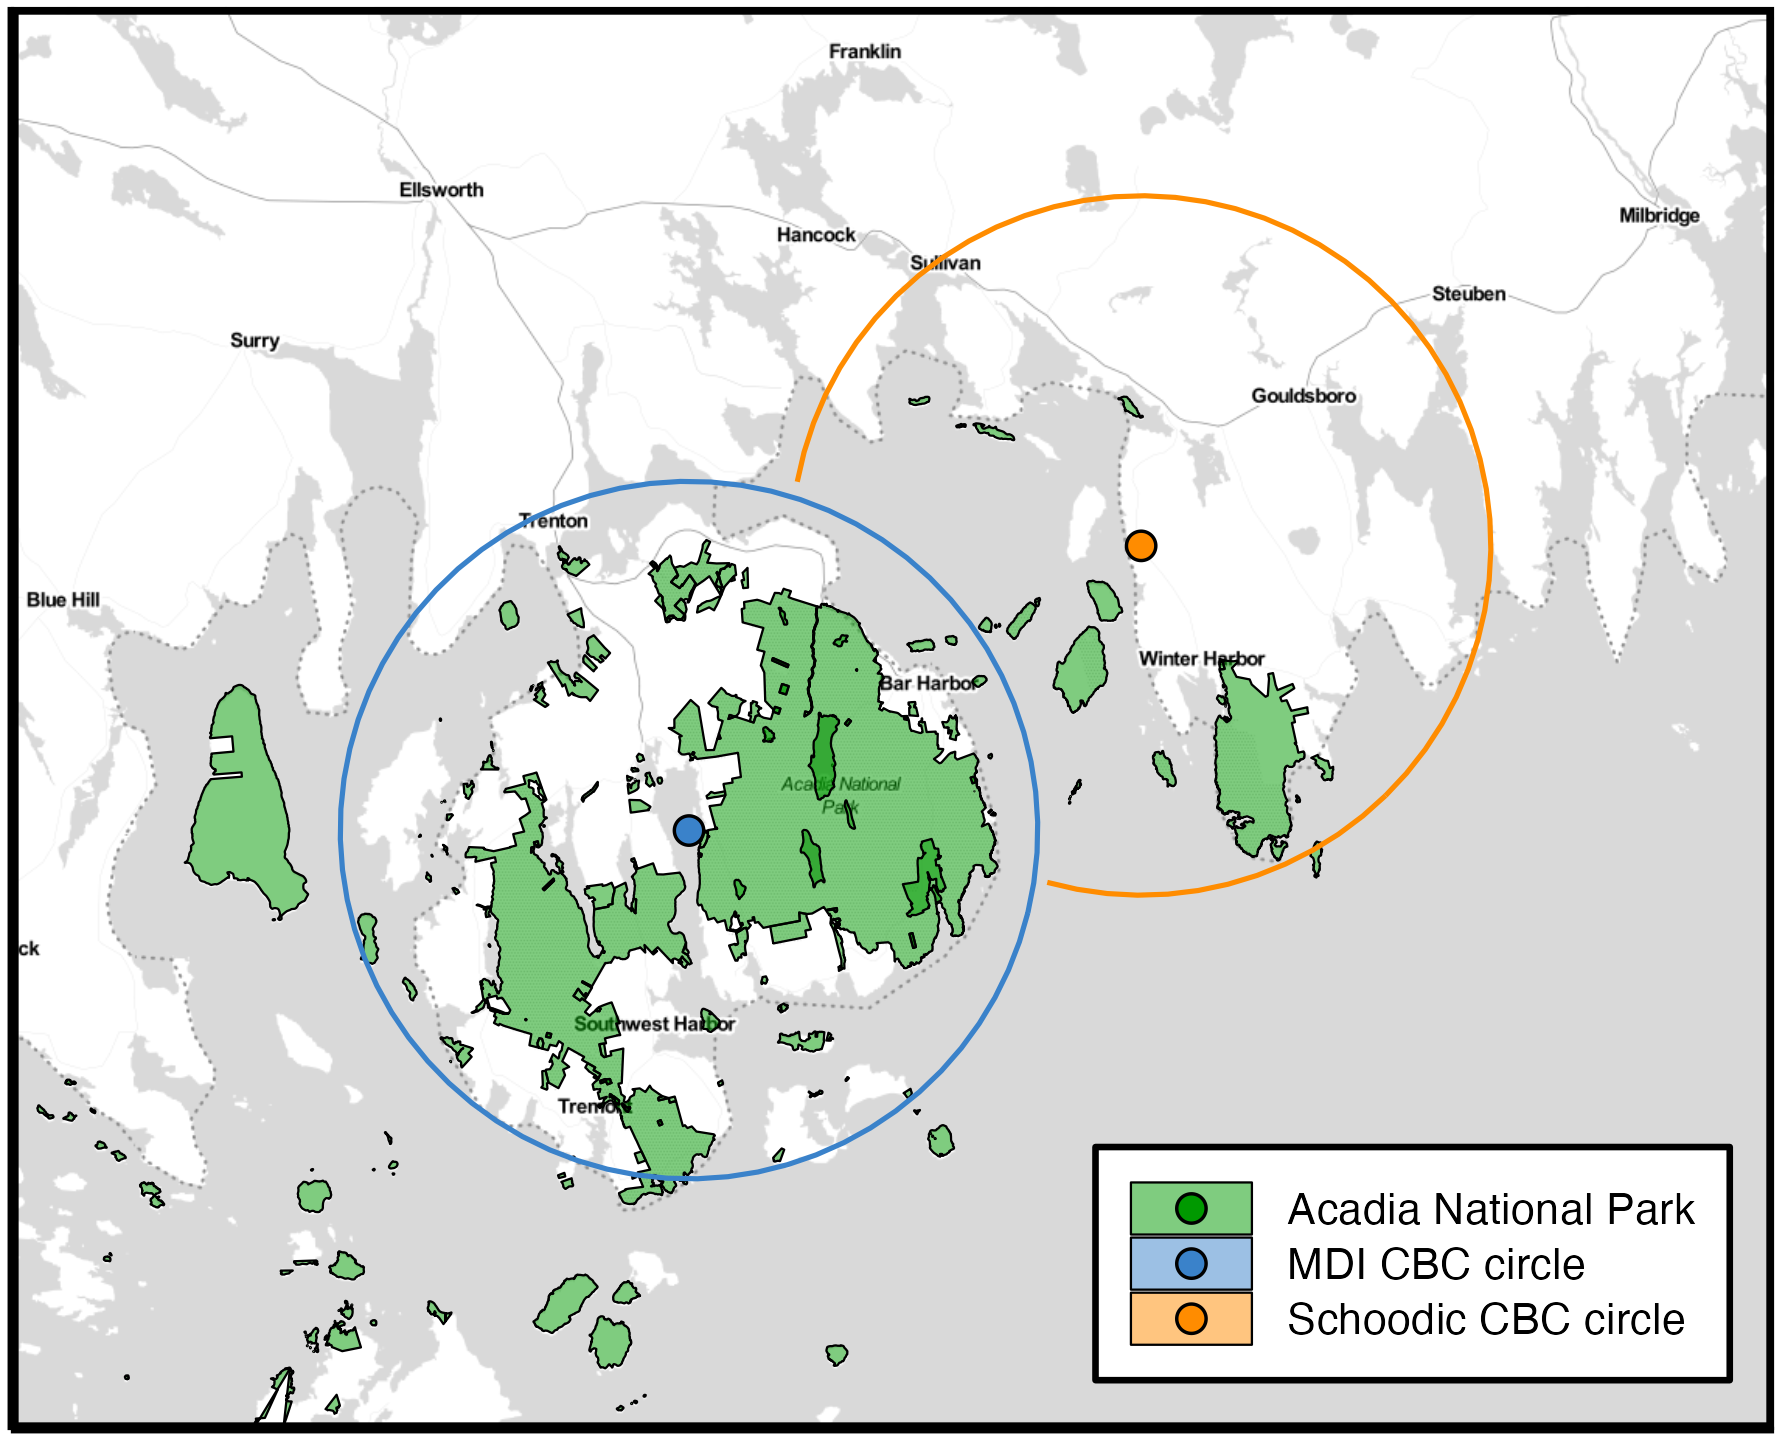 Franklin
Ellsworth
Milbridge
Hancock
Sullivan
Steuben
Surry
Gouldsboro
Trenton
Blue Hill
Winter Harbor
Bar Harbor
Acadia National
Park
ck
Southwest Harbor
Tremont
Acadia National Park
MDI CBC circle
Schoodic CBC circle